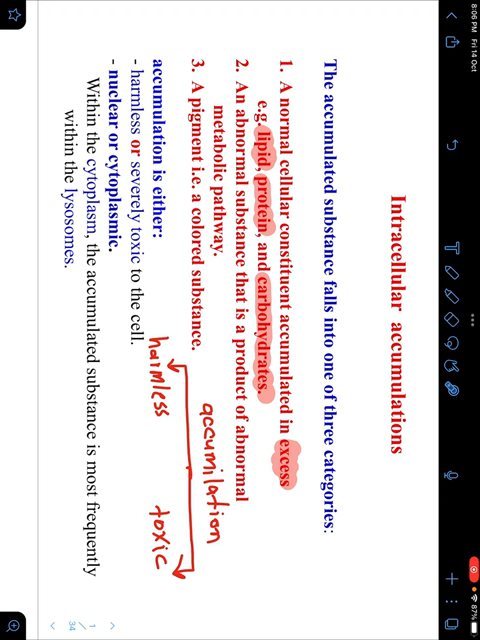 8:06 PM Fri 14 Oct
87%
Intracellular accumulations
The accumulated substance falls into one of three categories:
1. A normal cellular constituent accumulated in excess
e.g. lipid, protein, and carbohydrates.
2. An abnormal substance that is a product of abnormal
metabolic pathway.
3. A pigment i.e. a colored substance.
accumilation
harmless toxic
accumulation is either:
- harmless or severely toxic to the cell.
- nuclear or cytoplasmic.
Within the cytoplasm, the accumulated substance is most frequently
within the lysosomes.
1 / 34